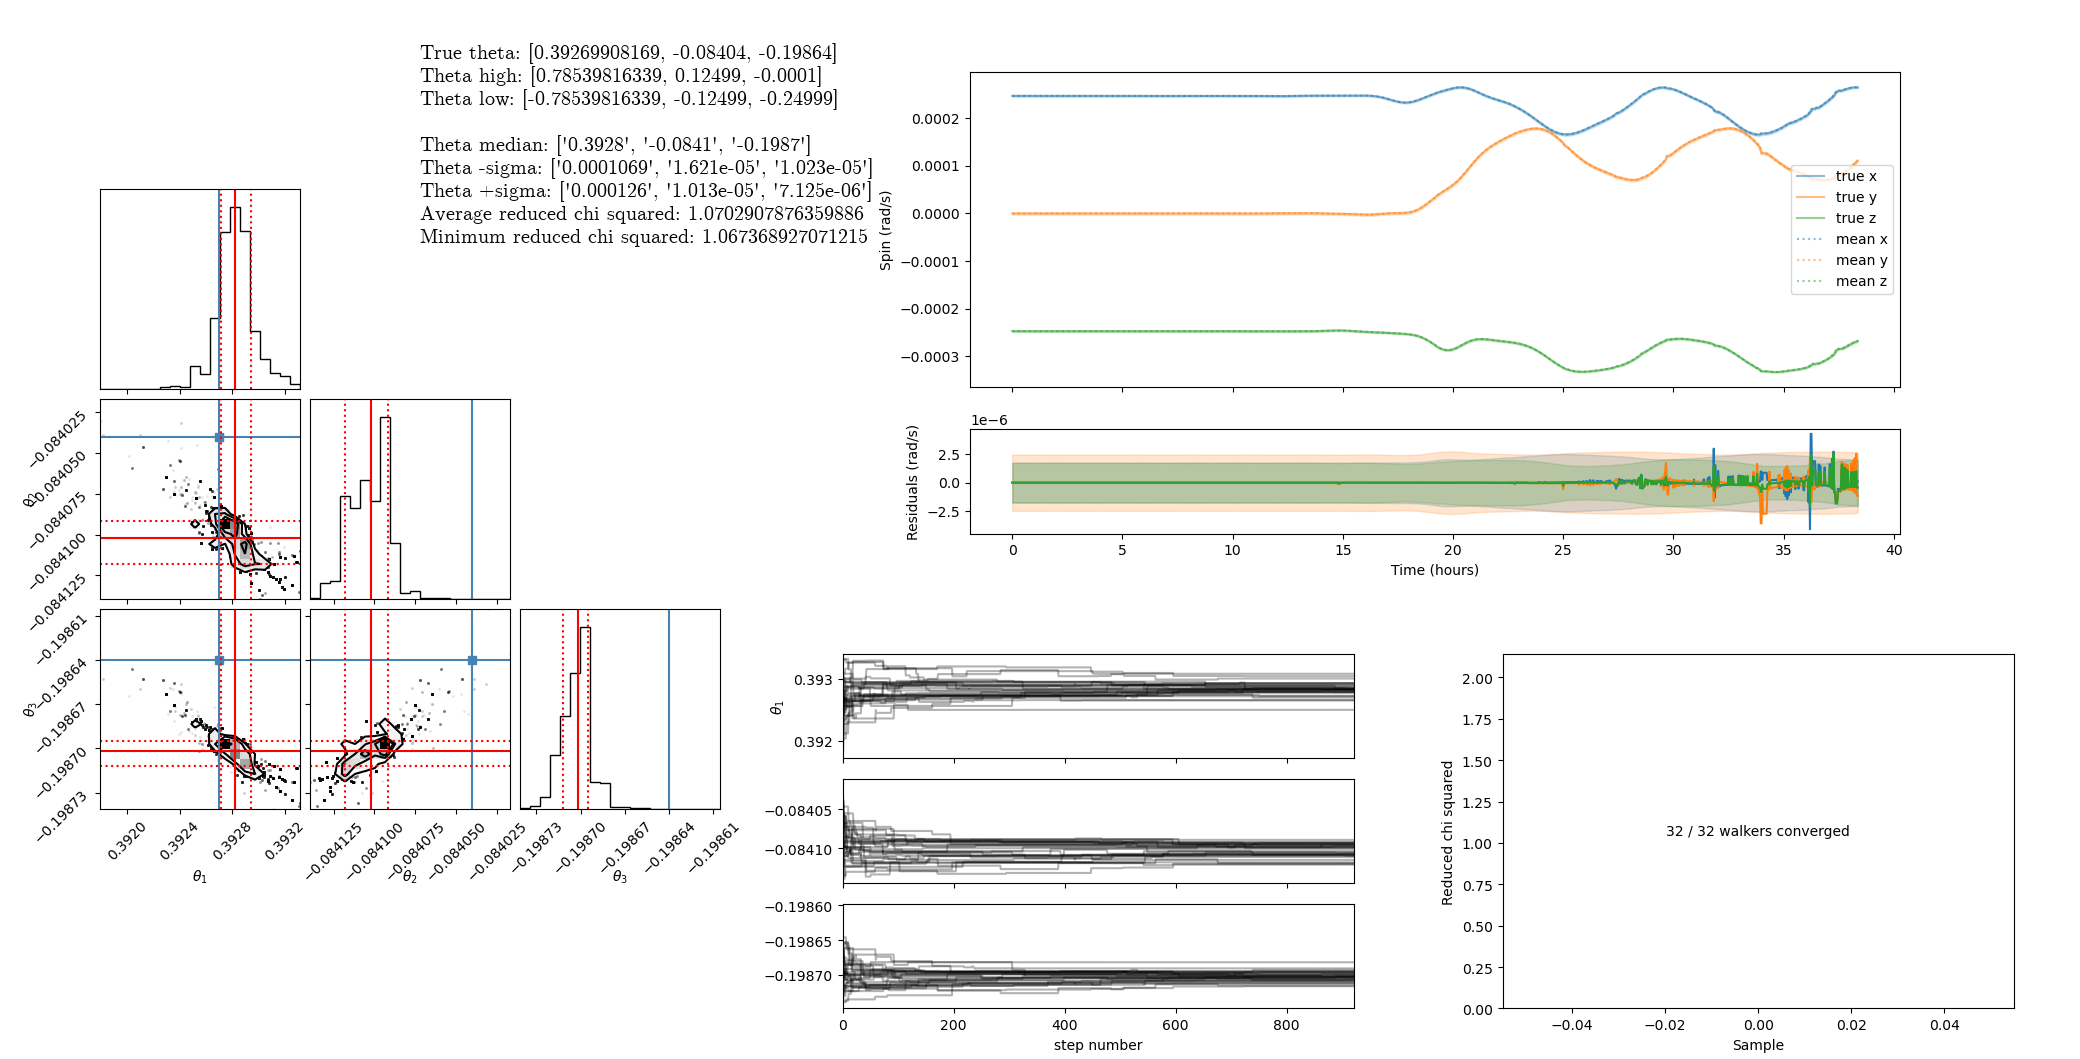 True theta: [0.39269908169, -0.08404, -0.19864]
Theta high: [0.78539816339, 0.12499, -0.0001]
Theta low: [-0.78539816339, -0.12499, -0.24999]
Theta median: ['0.3928', '-0.0841', '-0.1987']
Theta -sigma: ['0.0001069', '1.621e-05', '1.023e-05']
Theta +sigma: ['0.000126', '1.013e-05', '7.125e-06']
Average reduced chi squared: 1.0702907876359886
Minimum reduced chi squared: 1.067368927071215
−0.084025
−0.084050
−0.084075
−0.084100
−0.084125
θ2
−0.19861
−0.19864
−0.19867
−0.19870
−0.19873
θ3
0.3920
0.3924
0.3928
0.3932
θ1
−0.084125
−0.084100
−0.084075
−0.084050
−0.084025
θ2
−0.19873
−0.19870
−0.19867
−0.19864
−0.19861
θ3
Spin (rad/s)
0.0002
0.0001
0.0000
−0.0001
−0.0002
−0.0003
true x
true y
true z
mean x
mean y
mean z
1e−6
Residuals (rad/s)
2.5
0.0
−2.5
0
5
10
15
20
25
30
35
40
Time (hours)
θ1
0.393
0.392
−0.08405
−0.08410
−0.19860
−0.19865
−0.19870
0
200
400
600
800
step number
Reduced chi squared
2.00
1.75
1.50
1.25
1.00
0.75
0.50
0.25
0.00
32 / 32 walkers converged
−0.04
−0.02
0.00
0.02
0.04
Sample